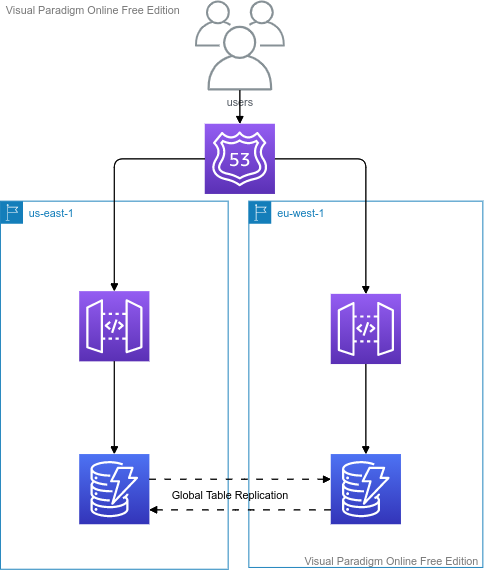 Visual Paradigm Online Free Edition
users
53
us-east-1
eu-west-1
</>
</>
Global Table Replication
Visual Paradigm Online Free Edition